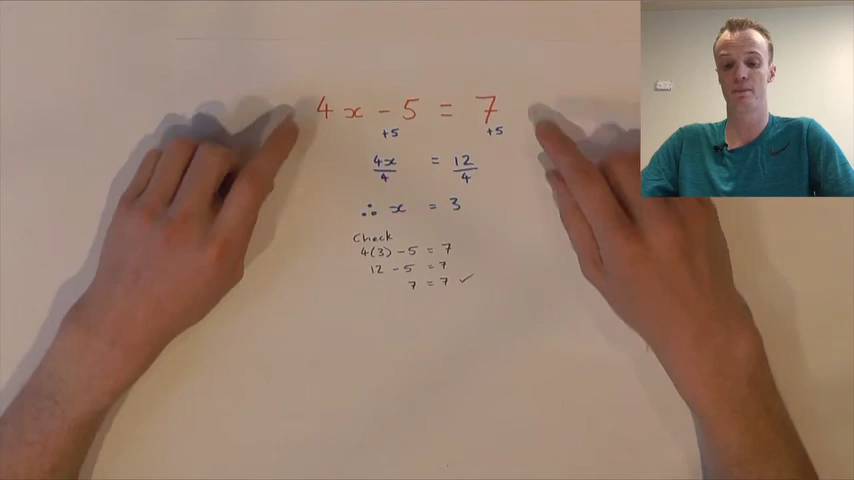 4x - 5 = 7
+5 +5
4x/4 = 12/4
∴ x = 3
Check
4(3) - 5 = 7
12 - 5 = 7
7 = 7 ✓